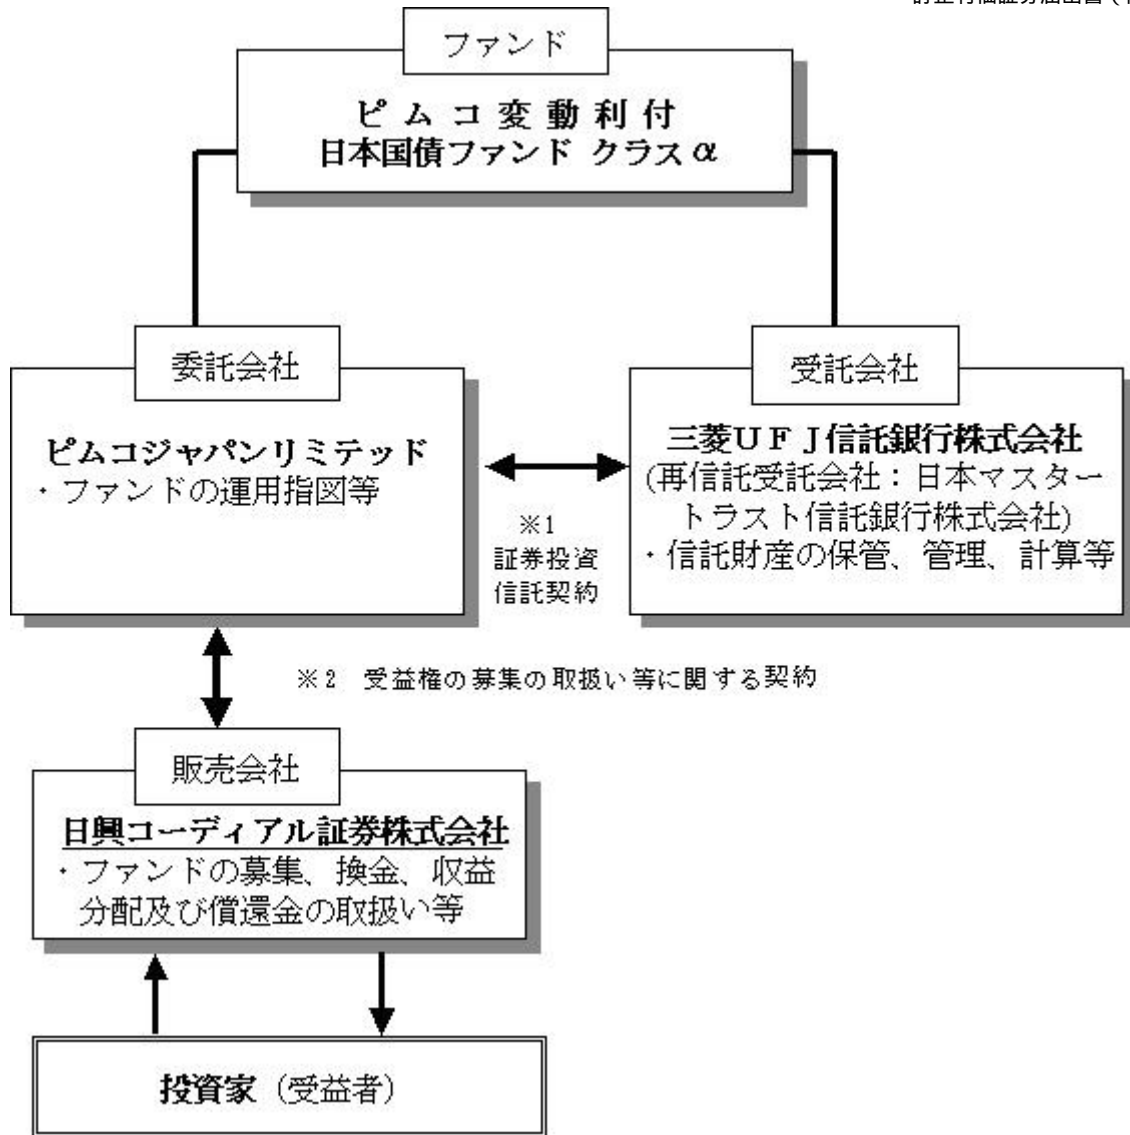 ファンド
ピムコ変動利付
日本国債ファンド クラスα
委託会社
ピムコジャパンリミテッド
・ファンドの運用指図等
※1
証券投資
信託契約
受託会社
三菱UFJ信託銀行株式会社
(再信託受託会社：日本マスター
トラスト信託銀行株式会社)
・信託財産の保管、管理、計算等
※2 受益権の募集の取扱い等に関する契約
販売会社
日興コーディアル証券株式会社
・ファンドの募集、換金、収益
分配及び償還金の取扱い等
投資家（受益者）